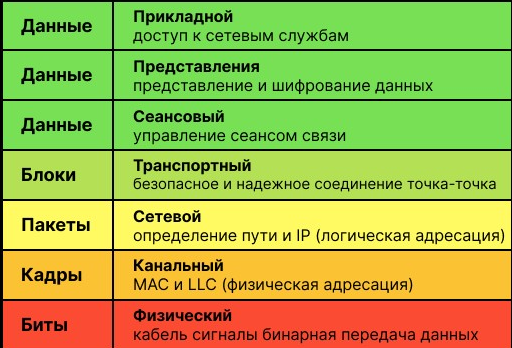 Данные
Прикладной
доступ к сетевым службам
Данные
Представления
представление и шифрование данных
Данные
Сеансовый
управление сеансом связи
Блоки
Транспортный
безопасное и надежное соединение точка-точка
Пакеты
Сетевой
определение пути и IP (логическая адресация)
Кадры
Канальный
MAC и LLC (физическая адресация)
Биты
Физический
кабель сигналы бинарная передача данных